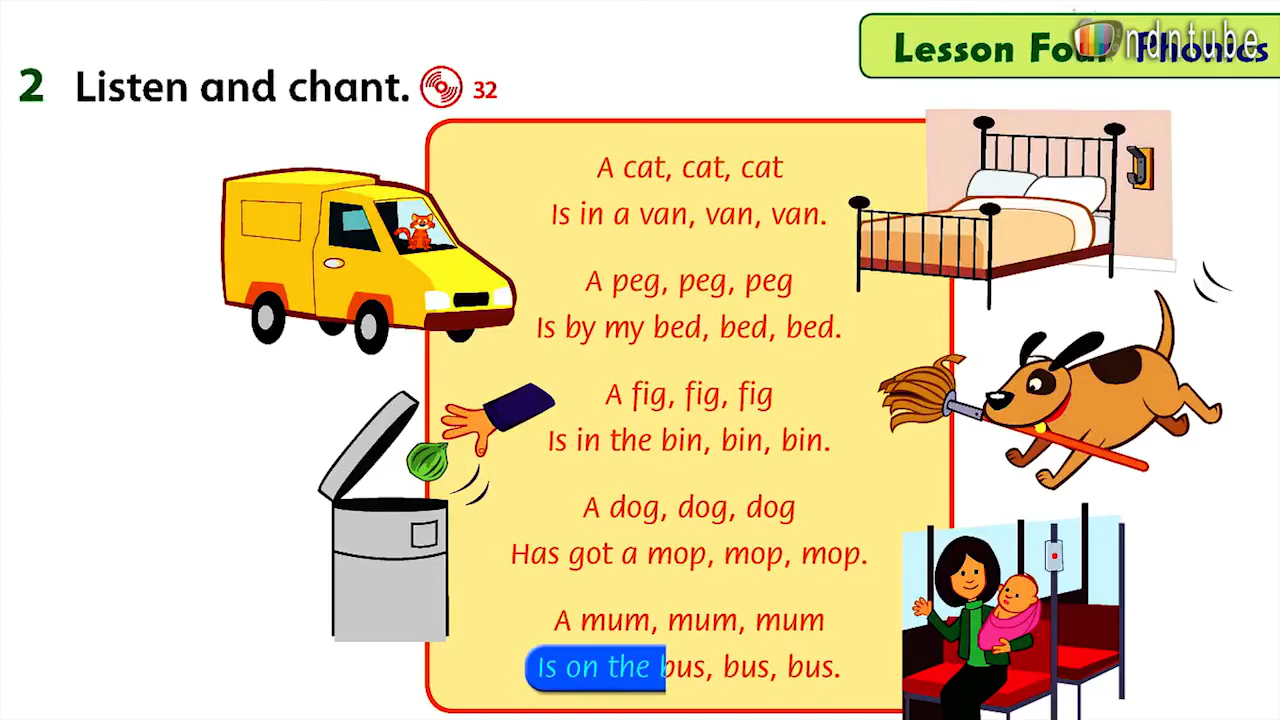 Lesson Four Phonics
ndntube
2 Listen and chant. 32
A cat, cat, cat
Is in a van, van, van.
A peg, peg, peg
Is by my bed, bed, bed.
A fig, fig, fig
Is in the bin, bin, bin.
A dog, dog, dog
Has got a mop, mop, mop.
A mum, mum, mum
Is on the bus, bus, bus.